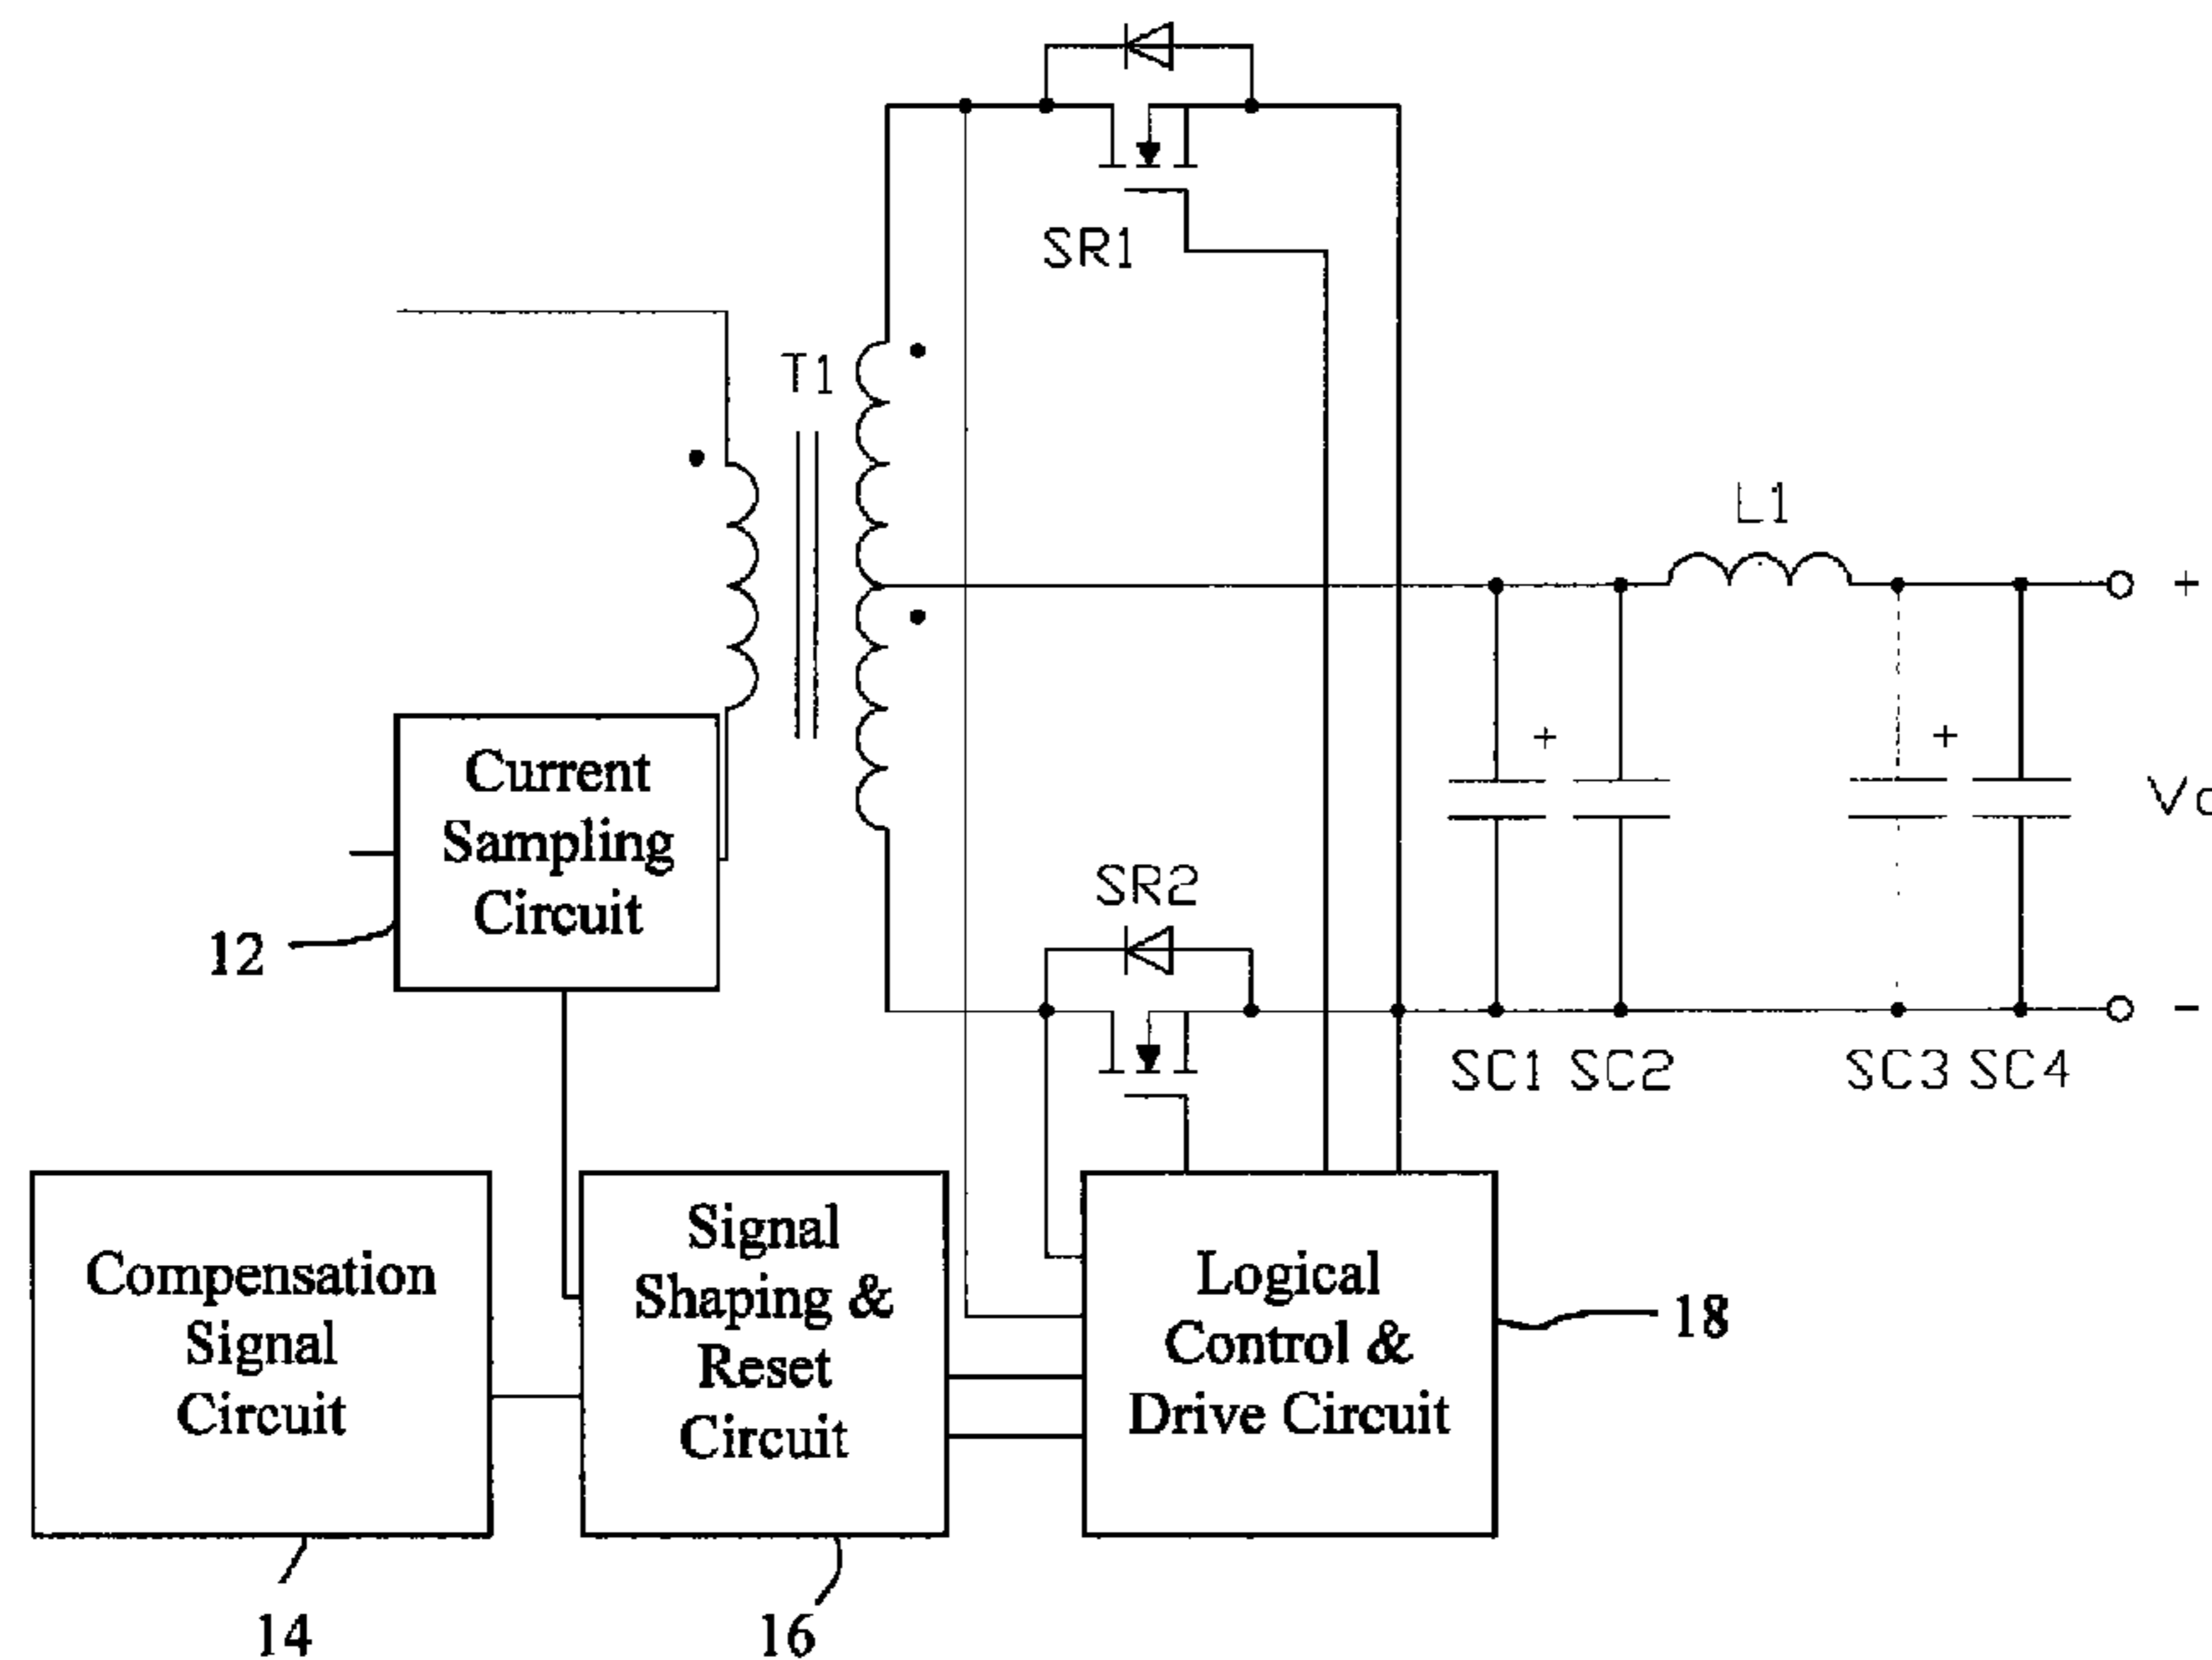 SR1
T1
L1
+
Current
Sampling
Circuit
+
+
SR2
12
-
SC1 SC2 SC3 SC4
Compensation
Signal
Circuit
Signal
Shaping &
Reset
Circuit
Logical
Control &
Drive Circuit
18
14
16